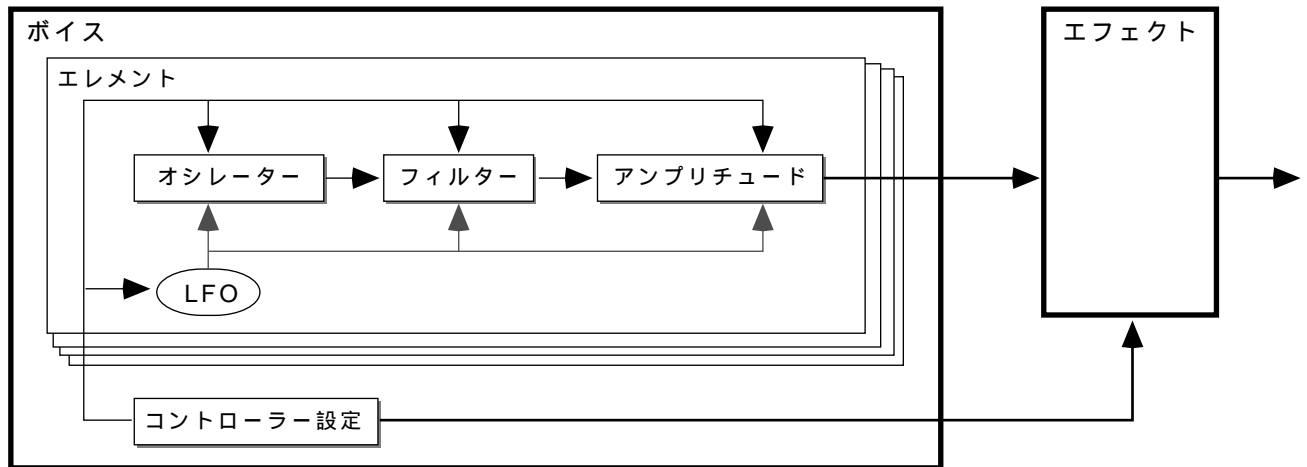 ボイス
エフェクト
エレメント
オシレーター
フィルター
アンプリチュード
LFO
コントローラー設定